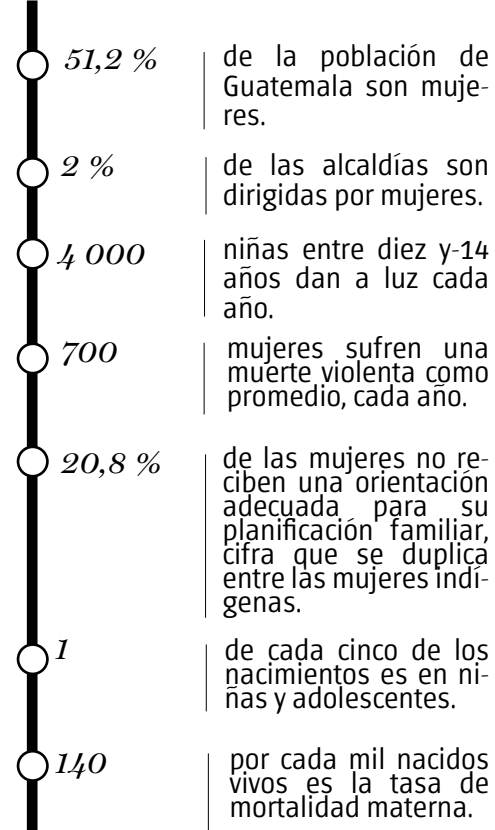 51,2 %
de la población de
Guatemala son muje-
res.
2 %
de las alcaldías son
dirigidas por mujeres.
4 000
niñas entre diez y-14
años dan a luz cada
año.
700
mujeres sufren una
muerte violenta como
promedio, cada año.
20,8 %
de las mujeres no re-
ciben una orientación
adecuada para su
planificación familiar,
cifra que se duplica
entre las mujeres indí-
genas.
1
de cada cinco de los
nacimientos es en ni-
ñas y adolescentes.
140
por cada mil nacidos
vivos es la tasa de
mortalidad materna.